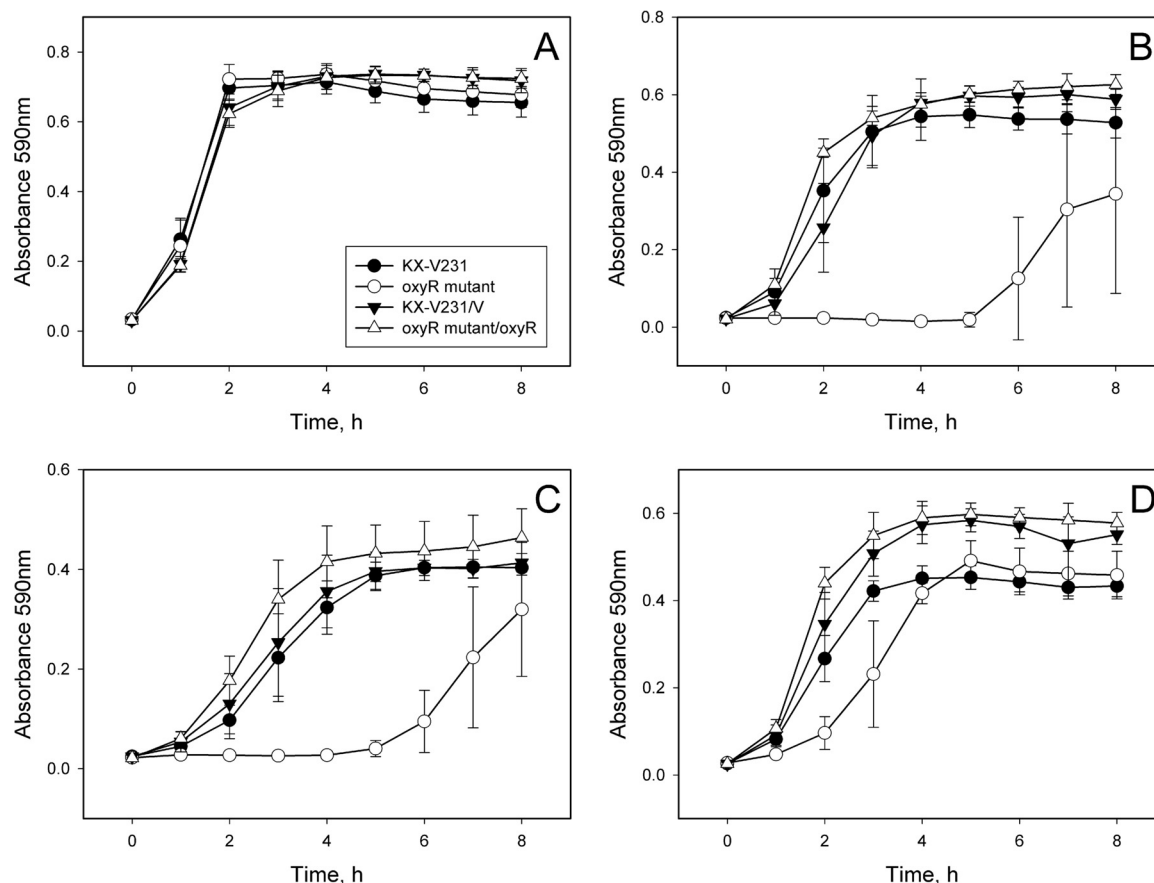 A
Absorbance 590nm
0.8
0.6
0.4
0.2
0.0
KX-V231
oxyR mutant
KX-V231/V
oxyR mutant/oxyR
0 2 4 6 8
Time, h
B
Absorbance 590nm
0.8
0.6
0.4
0.2
0.0
0 2 4 6 8
Time, h
C
Absorbance 590nm
0.6
0.4
0.2
0.0
0 2 4 6 8
Time, h
D
Absorbance 590nm
0.6
0.4
0.2
0.0
0 2 4 6 8
Time, h